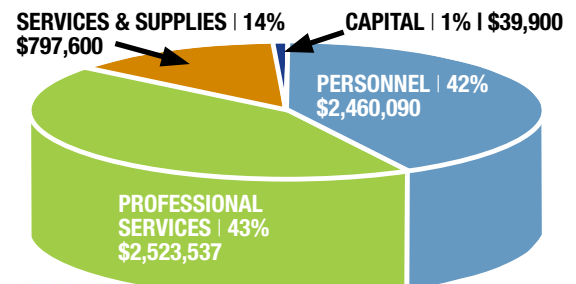 SERVICES & SUPPLIES | 14%
$797,600
CAPITAL | 1% | $39,900
PERSONNEL | 42%
$2,460,090
PROFESSIONAL
SERVICES | 43%
$2,523,537